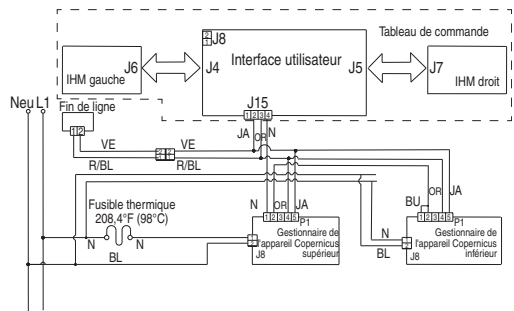 Tableau de commande
J8
2
1
Interface utilisateur
IHM gauche
J6
J4
J5
J7
IHM droit
Neu L1
Fin de ligne
J15
1 2
1 2 3 4
JA
OR
N
VE
VE
2 2
1 1
R/BL
R/BL
Fusible thermique
208,4°F (98°C)
N
N
BL
N
OR
JA
1 2 3 4 5
P1
Gestionnaire de
l'appareil Copernicus
supérieur
J8
BU
OR
JA
1 2 3 4 5
P1
N
BL
Gestionnaire de
l'appareil Copernicus
inférieur
J8